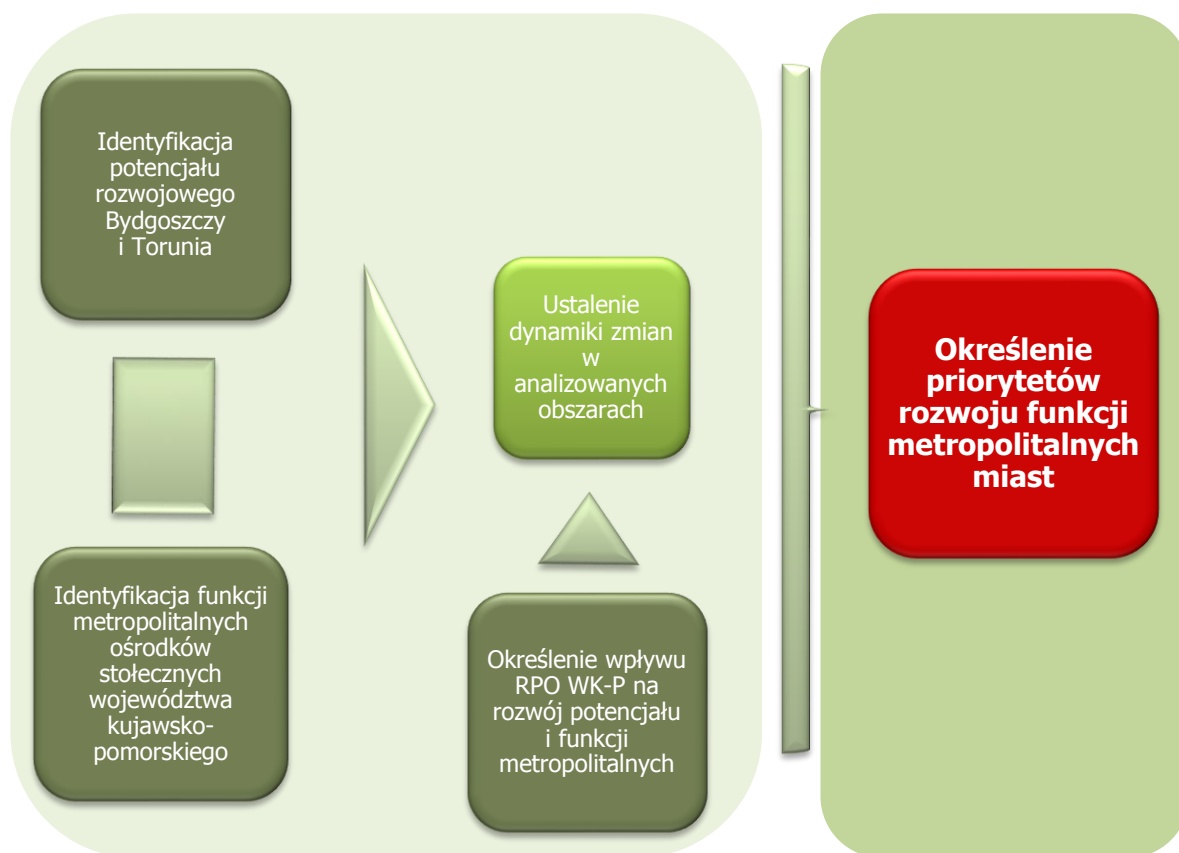 Identyfikacja
potencjału
rozwojowego
Bydgoszczy
i Torunia
Identyfikacja funkcji
metropolitalnych
ośrodków
stołecznych
województwa
kujawsko-
pomorskiego
Ustalenie
dynamiki zmian
w
analizowanych
obszarach
Określenie wpływu
RPO WK-P na
rozwój potencjału
i funkcji
metropolitalnych
Określenie
priorytetów
rozwoju funkcji
metropolitalnych
miast